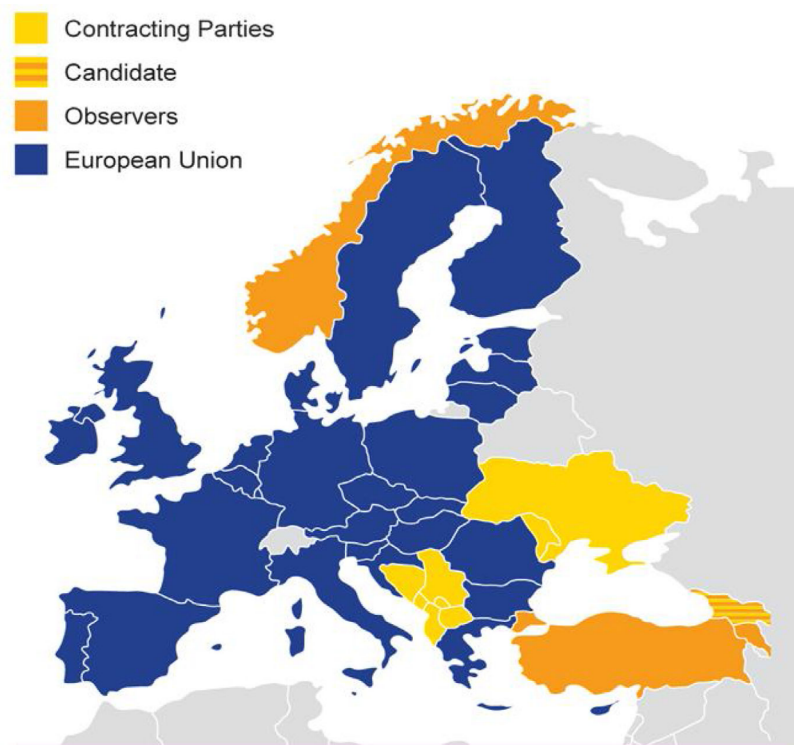 Contracting Parties
Candidate
Observers
European Union